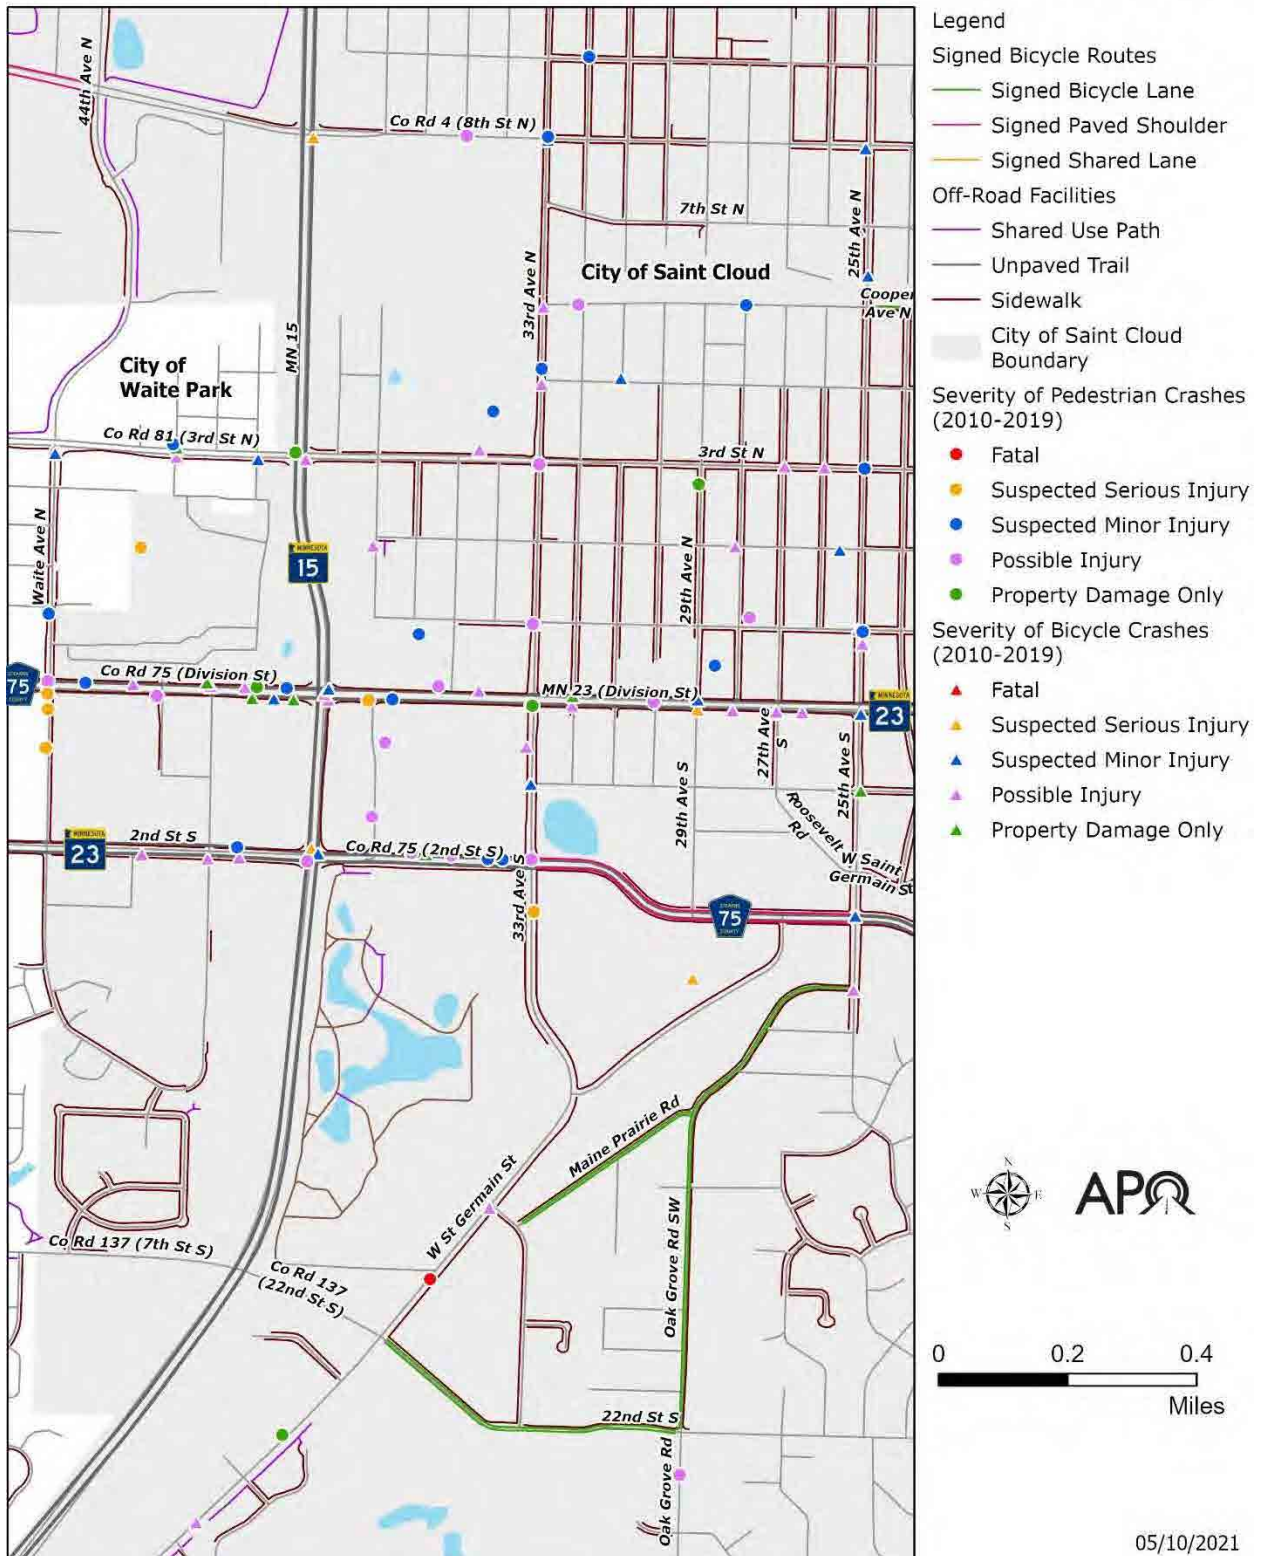 Legend
Signed Bicycle Routes
Signed Bicycle Lane
Signed Paved Shoulder
Signed Shared Lane
Off-Road Facilities
Shared Use Path
Unpaved Trail
Sidewalk
City of Saint Cloud
Boundary
Severity of Pedestrian Crashes
(2010-2019)
Fatal
Suspected Serious Injury
Suspected Minor Injury
Possible Injury
Property Damage Only
Severity of Bicycle Crashes
(2010-2019)
Fatal
Suspected Serious Injury
Suspected Minor Injury
Possible Injury
Property Damage Only
44th Ave N
Co Rd 4 (8th St N)
7th St N
25th Ave N
City of Saint Cloud
33rd Ave N
Cooper
Ave N
MN 15
City of
Waite Park
Co Rd 81 (3rd St N)
3rd St N
Waite Ave N
MINNESOTA
15
29th Ave N
75
Co Rd 75 (Division St)
MN 23 (Division St)
MINNESOTA
23
27th Ave
S
25th Ave S
29th Ave S
Roosevelt
Rd
MINNESOTA
23
2nd St S
Co Rd 75 (2nd St S)
W Saint
Germain St
33rd Ave S
75
COUNTY
Maine Prairie Rd
W St Germain St
Oak Grove Rd SW
Co Rd 137 (7th St S)
Co Rd 137
(22nd St S)
22nd St S
Oak Grove Rd
N
W
E
S
APO
0
0.2
0.4
Miles
05/10/2021